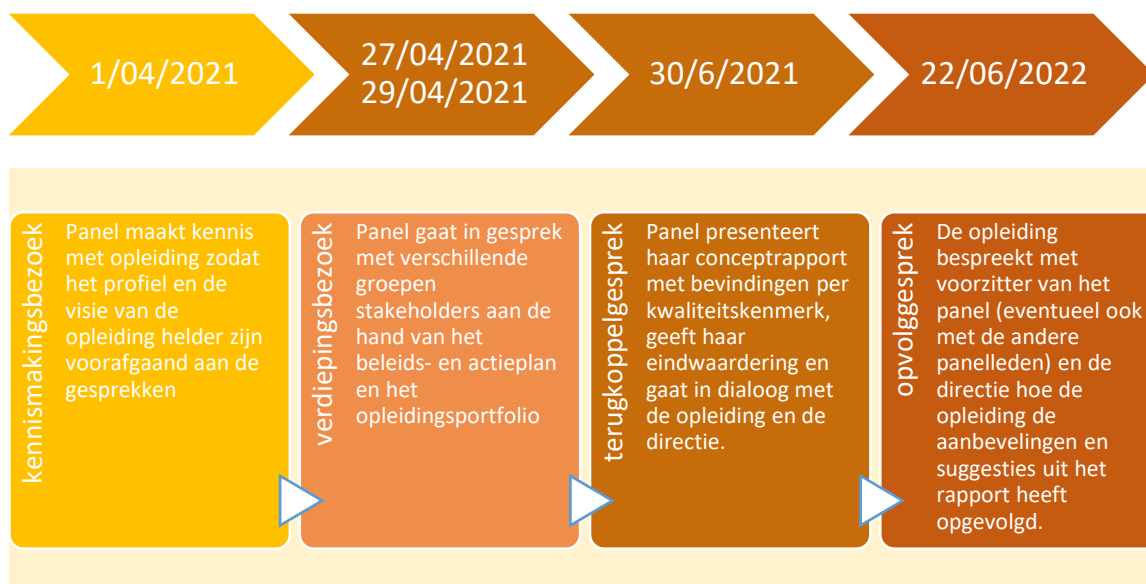 1/04/2021
27/04/2021
29/04/2021
30/6/2021
22/06/2022
kennismakingsbezoek
Panel maakt kennis
met opleiding zodat
het profiel en de
visie van de
opleiding helder zijn
voorafgaand aan de
gesprekken
verdiepingsbezoek
Panel gaat in gesprek
met verschillende
groepen
stakeholders aan de
hand van het
beleids- en actieplan
en het
opleidingsportfolio
terugkoppelgesprek
Panel presenteert
haar conceptrapport
met bevindingen per
kwaliteitskenmerk,
geeft haar
eindwaardering en
gaat in dialoog met
de opleiding en de
directie.
opvolggesprek
De opleiding
bespreekt met
voorzitter van het
panel (eventueel ook
met de andere
panelleden) en de
directie hoe de
opleiding de
aanbevelingen en
suggesties uit het
rapport heeft
opgevolgd.